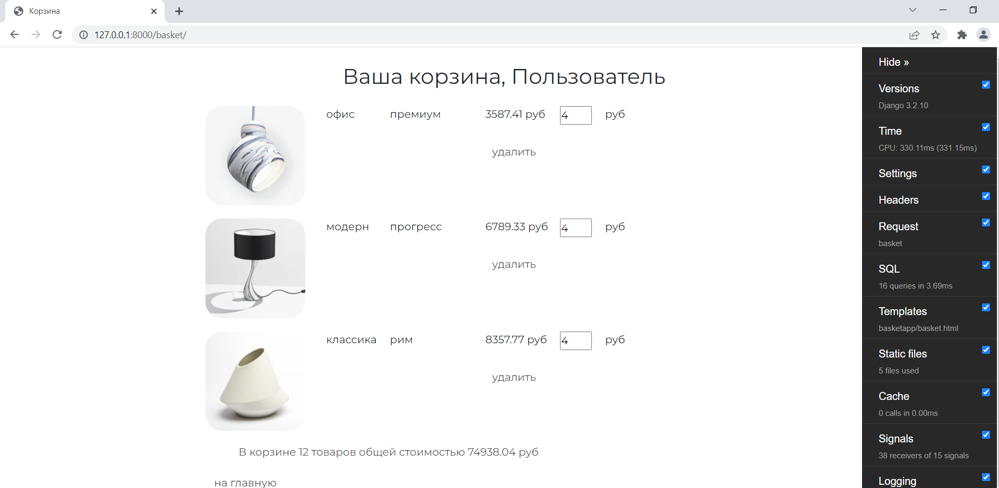 Корзина
127.0.0.1:8000/basket/
Ваша корзина, Пользователь
офис премиум 3587.41 руб 4 руб
удалить
модерн прогресс 6789.33 руб 4 руб
удалить
классика рим 8357.77 руб 4 руб
удалить
В корзине 12 товаров общей стоимостью 74938.04 руб
на главную
Hide »
Versions
Django 3.2.10
Time
CPU: 330.11ms (331.15ms)
Settings
Headers
Request
basket
SQL
16 queries in 3.69ms
Templates
basketapp/basket.html
Static files
5 files used
Cache
0 calls in 0.00ms
Signals
38 receivers of 15 signals
Logging